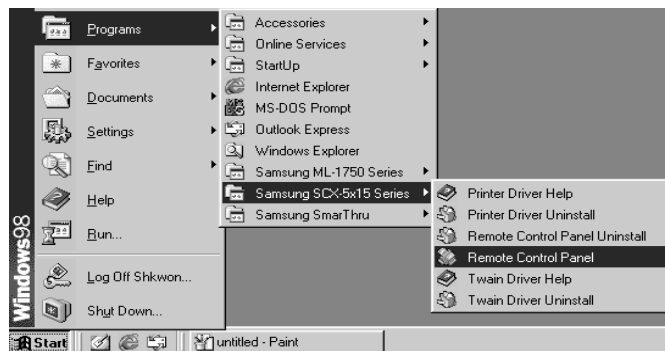 Windows98
Programs
Favorites
Documents
Settings
Find
Help
Run...
Log Off Shkwon...
Shut Down...
Accessories
Online Services
StartUp
Internet Explorer
MS-DOS Prompt
Outlook Express
Windows Explorer
Samsung ML-1750 Series
Samsung SCX-5x15 Series
Samsung SmarThru
Printer Driver Help
Printer Driver Uninstall
Remote Control Panel Uninstall
Remote Control Panel
Twain Driver Help
Twain Driver Uninstall
Start
untitled - Paint